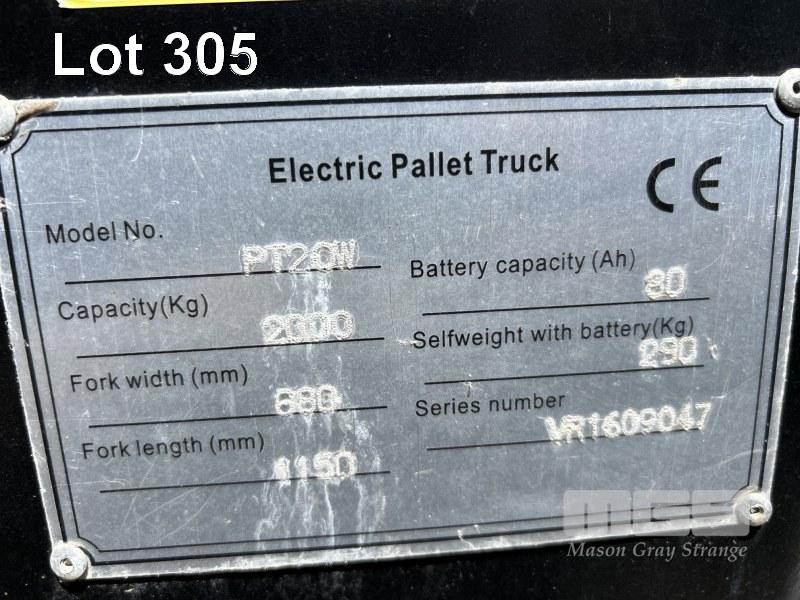 Lot 305
Electric Pallet Truck
CE
Model No. PT20W
Capacity(Kg) 2000
Fork width (mm)
Fork length (mm) 1150
Battery capacity (Ah) 80
Selfweight with battery(Kg) 290
Series number VR1609047
MGS
Mason Gray Strange